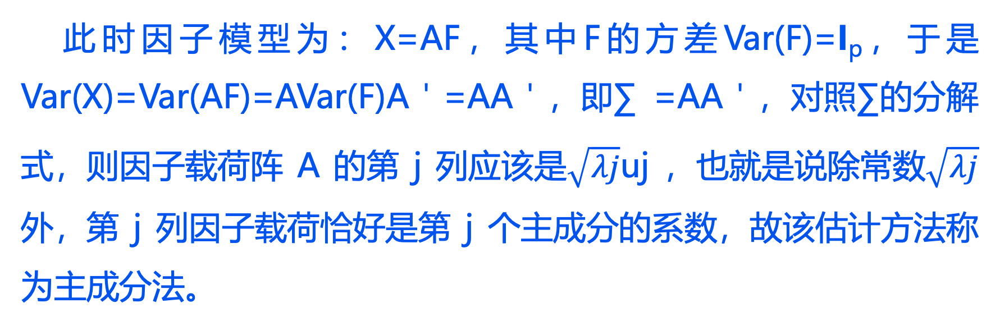 此时因子模型为：X=AF，其中F的方差Var(F)=Iₚ，于是
Var(X)=Var(AF)=AVar(F)A ' =AA '，即∑ =AA '，对照∑的分解
式，则因子载荷阵 A 的第 j 列应该是√λj uj ，也就是说除常数√λj
外，第 j 列因子载荷恰好是第 j 个主成分的系数，故该估计方法称
为主成分法。